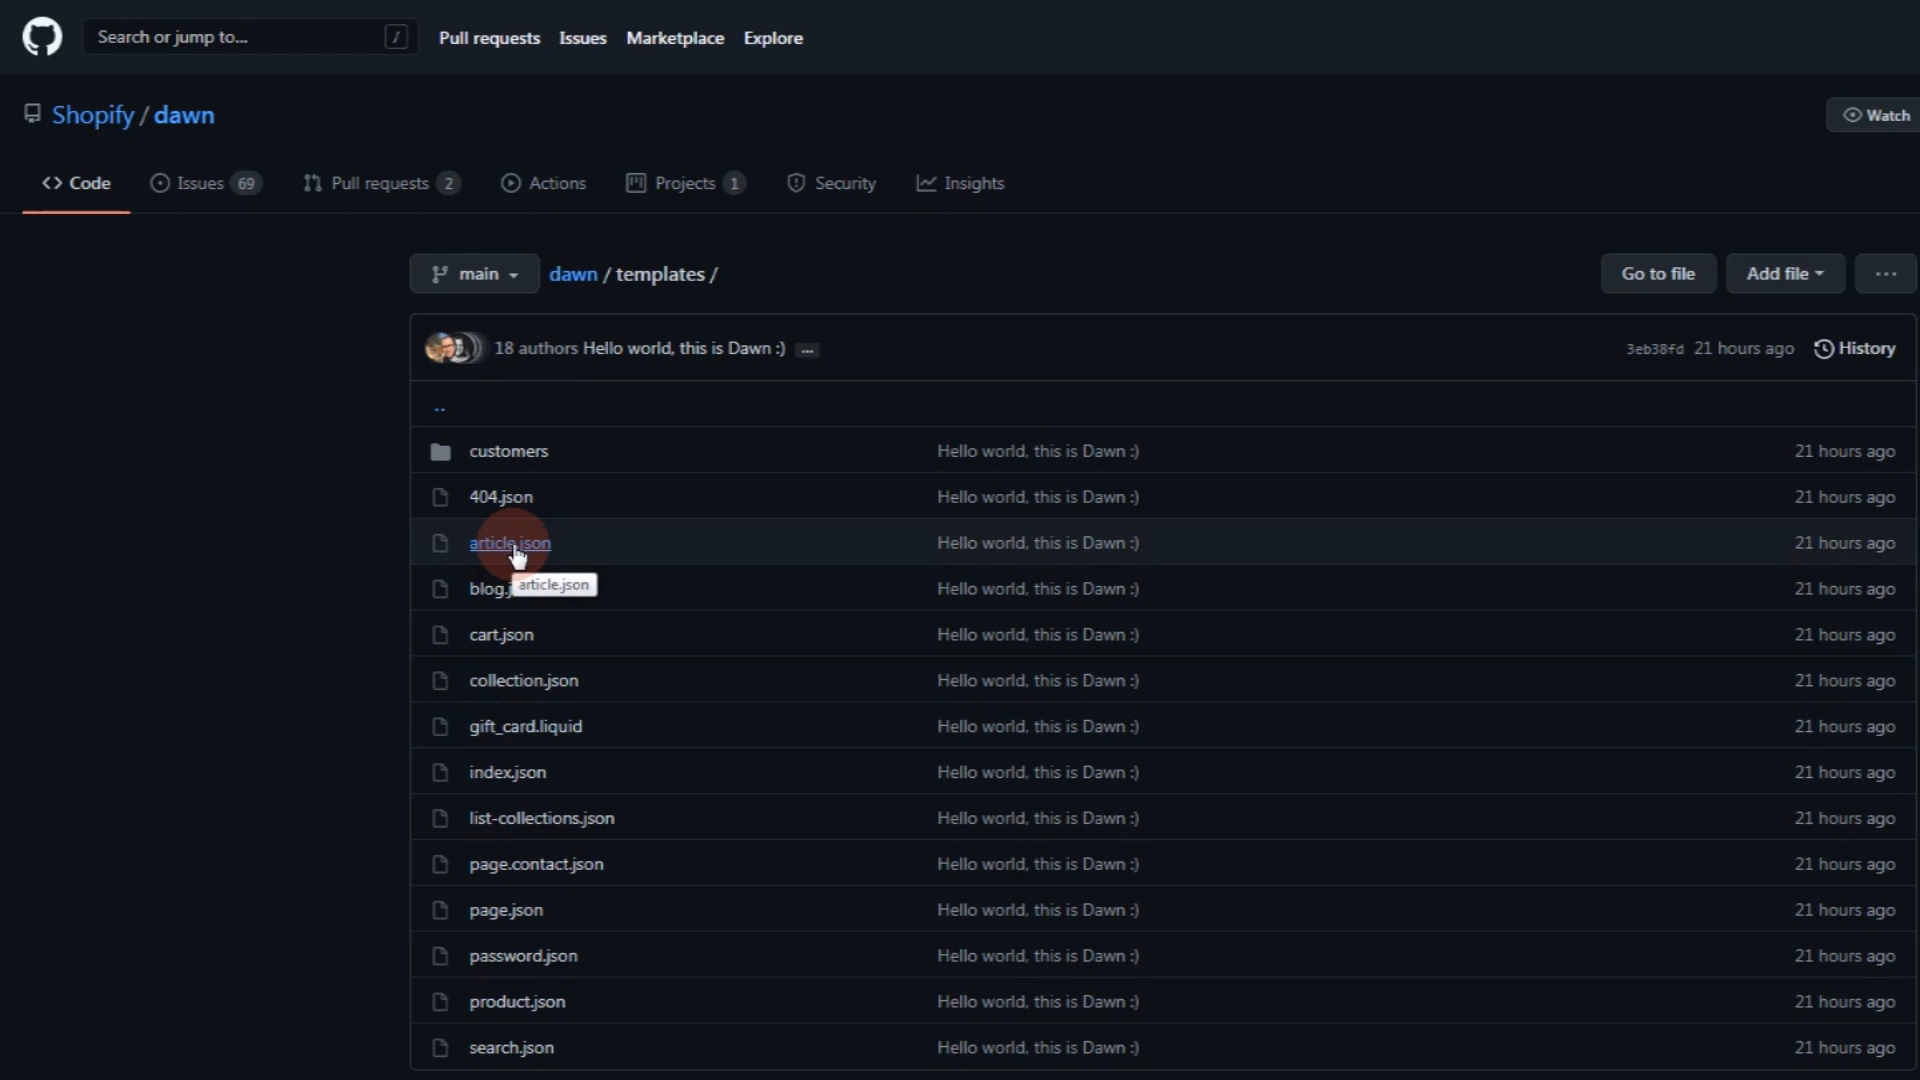 Search or jump to... /
Pull requests Issues Marketplace Explore
Shopify / dawn
Watch
Code Issues 69 Pull requests 2 Actions Projects 1 Security Insights
main dawn / templates /
Go to file Add file ...
18 authors Hello world, this is Dawn :) ... 3eb38fd 21 hours ago History
..
customers Hello world, this is Dawn :) 21 hours ago
404.json Hello world, this is Dawn :) 21 hours ago
article.json Hello world, this is Dawn :) 21 hours ago
article.json
blog.j Hello world, this is Dawn :) 21 hours ago
cart.json Hello world, this is Dawn :) 21 hours ago
collection.json Hello world, this is Dawn :) 21 hours ago
gift_card.liquid Hello world, this is Dawn :) 21 hours ago
index.json Hello world, this is Dawn :) 21 hours ago
list-collections.json Hello world, this is Dawn :) 21 hours ago
page.contact.json Hello world, this is Dawn :) 21 hours ago
page.json Hello world, this is Dawn :) 21 hours ago
password.json Hello world, this is Dawn :) 21 hours ago
product.json Hello world, this is Dawn :) 21 hours ago
search.json Hello world, this is Dawn :) 21 hours ago